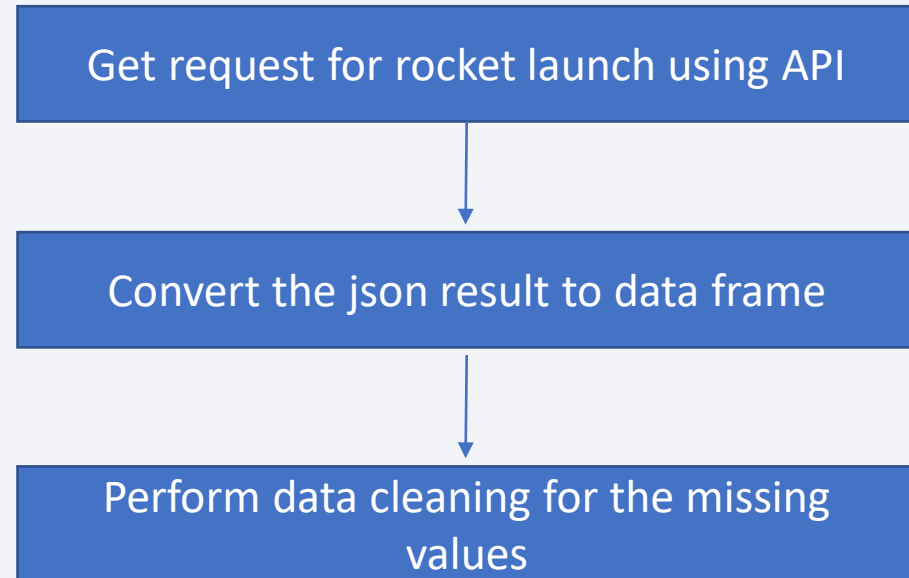 Get request for rocket launch using API
Convert the json result to data frame
Perform data cleaning for the missing
values